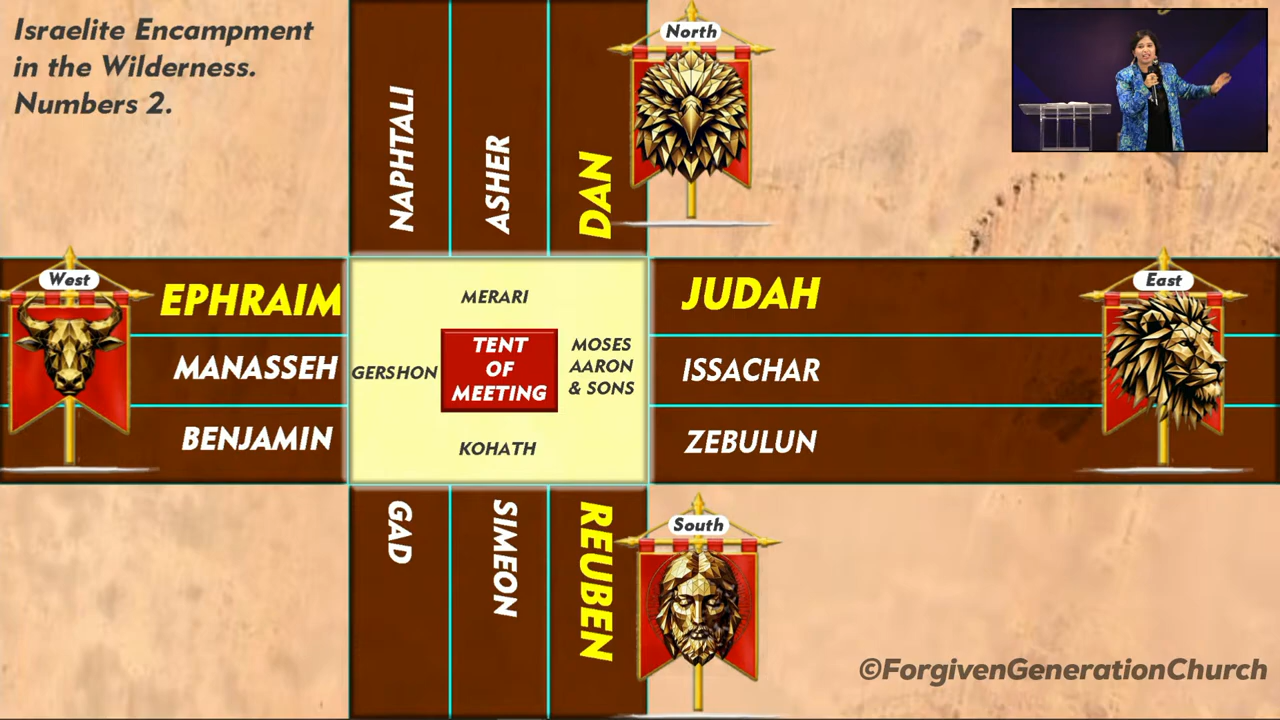 Israelite Encampment
in the Wilderness.
Numbers 2.
North
NAPHTALI
ASHER
DAN
West
EPHRAIM
MANASSEH
BENJAMIN
MERARI
GERSHON
TENT
OF
MEETING
MOSES
AARON
& SONS
KOHATH
East
JUDAH
ISSACHAR
ZEBULUN
GAD
SIMEON
REUBEN
South
©ForgivenGenerationChurch